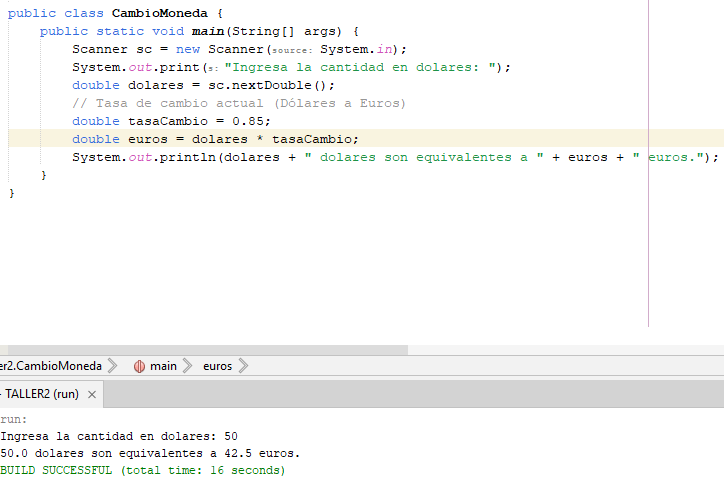 public class CambioMoneda {
public static void main(String[] args) {
Scanner sc = new Scanner(source: System.in);
System.out.print(s: "Ingresa la cantidad en dolares: ");
double dolares = sc.nextDouble();
// Tasa de cambio actual (Dólares a Euros)
double tasaCambio = 0.85;
double euros = dolares * tasaCambio;
System.out.println(dolares + " dolares son equivalentes a " + euros + " euros.");
}
}
er2.CambioMoneda main euros
- TALLER2 (run) ×
run:
Ingresa la cantidad en dolares: 50
50.0 dolares son equivalentes a 42.5 euros.
BUILD SUCCESSFUL (total time: 16 seconds)